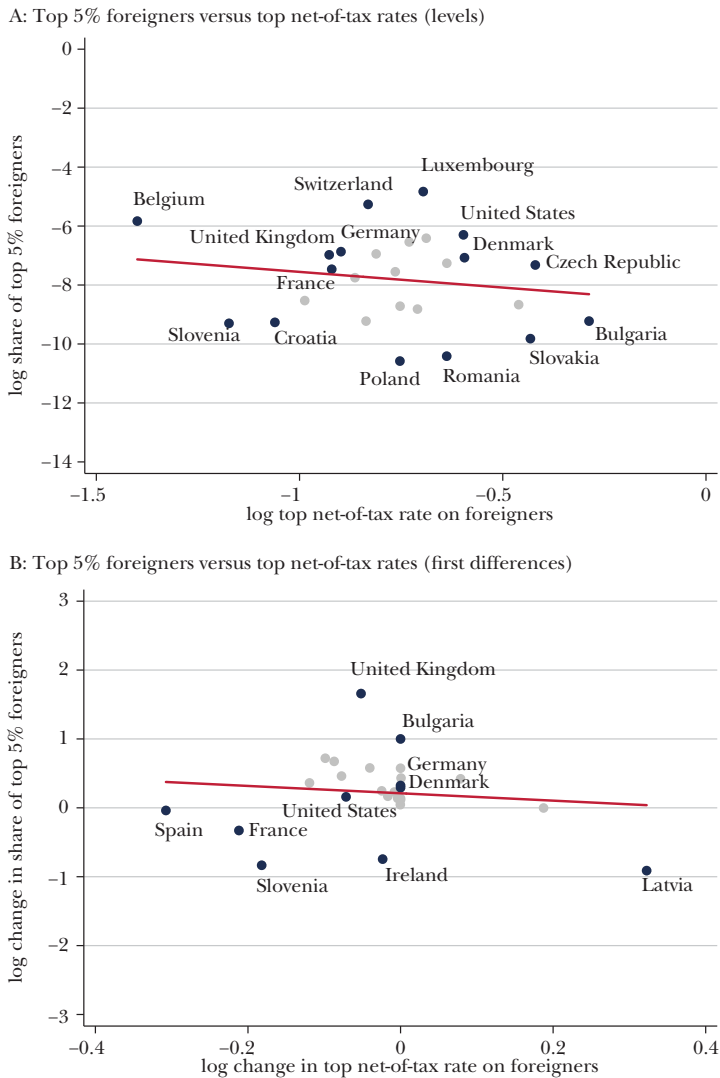 A: Top 5% foreigners versus top net-of-tax rates (levels)
log share of top 5% foreigners
0
−2
−4
−6
−8
−10
−12
−14
Luxembourg
Switzerland
Belgium
United States
United Kingdom
Germany
Denmark
Czech Republic
France
Slovenia
Croatia
Bulgaria
Slovakia
Poland
Romania
−1.5
−1
−0.5
0
log top net-of-tax rate on foreigners
B: Top 5% foreigners versus top net-of-tax rates (first differences)
log change in share of top 5% foreigners
3
2
1
0
−1
−2
−3
United Kingdom
Bulgaria
Germany
Denmark
United States
Spain
France
Slovenia
Ireland
Latvia
−0.4
−0.2
0
0.2
0.4
log change in top net-of-tax rate on foreigners